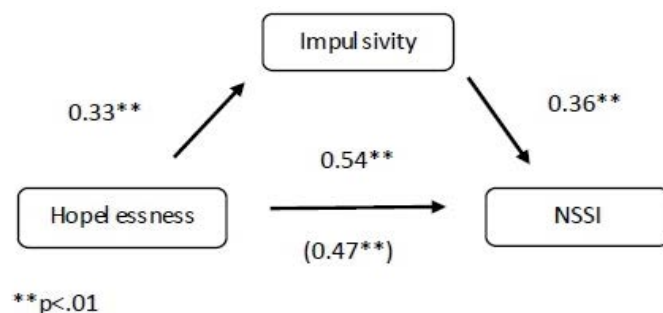 Impulsivity
0.33**
0.36**
0.54**
Hopelessness
NSSI
(0.47**)
**p<.01